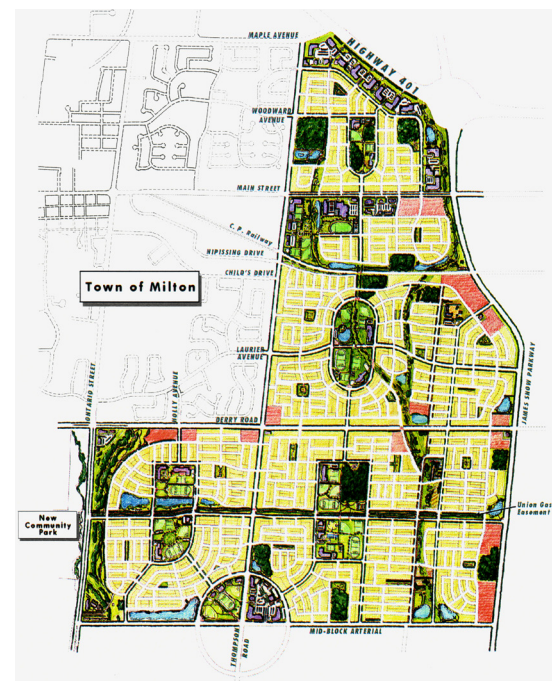 MAPLE AVENUE
HIGHWAY 401
WOODWARD
AVENUE
MAIN STREET
C. P. Railway
NIPISSING DRIVE
CHILD'S DRIVE
Town of Milton
LAURIER
AVENUE
ONTARIO STREET
HOLLY AVENUE
JAMES SNOW PARKWAY
DERRY ROAD
Union Gas
Easement
New
Community
Park
THOMPSON
ROAD
MID-BLOCK ARTERIAL